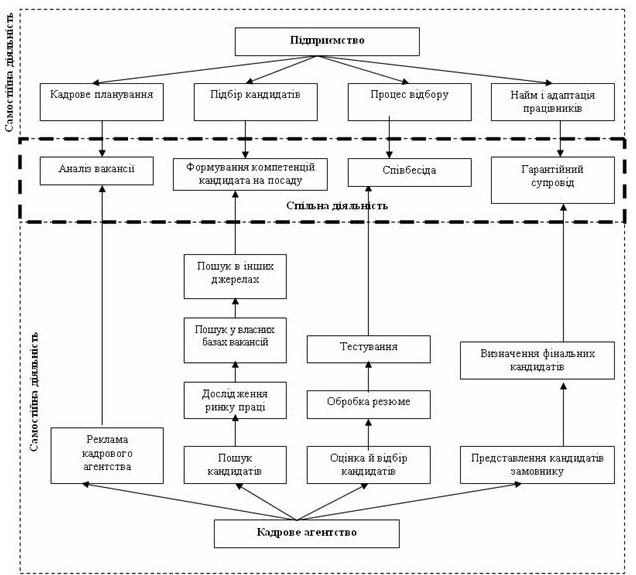 Самостійна діяльність
Підприємство
Кадрове планування
Підбір кандидатів
Процес відбору
Найм і адаптація
працівників
Аналіз вакансії
Формування компетенцій
кандидата на посаду
Співбесіда
Гарантійний
супровід
Спільна діяльність
Самостійна діяльність
Пошук в інших
джерелах
Пошук у власних
базах вакансій
Тестування
Визначення фінальних
кандидатів
Дослідження
ринку праці
Обробка резюме
Реклама
кадрового
агентства
Пошук
кандидатів
Оцінка й відбір
кандидатів
Представлення кандидатів
замовнику
Кадрове агентство